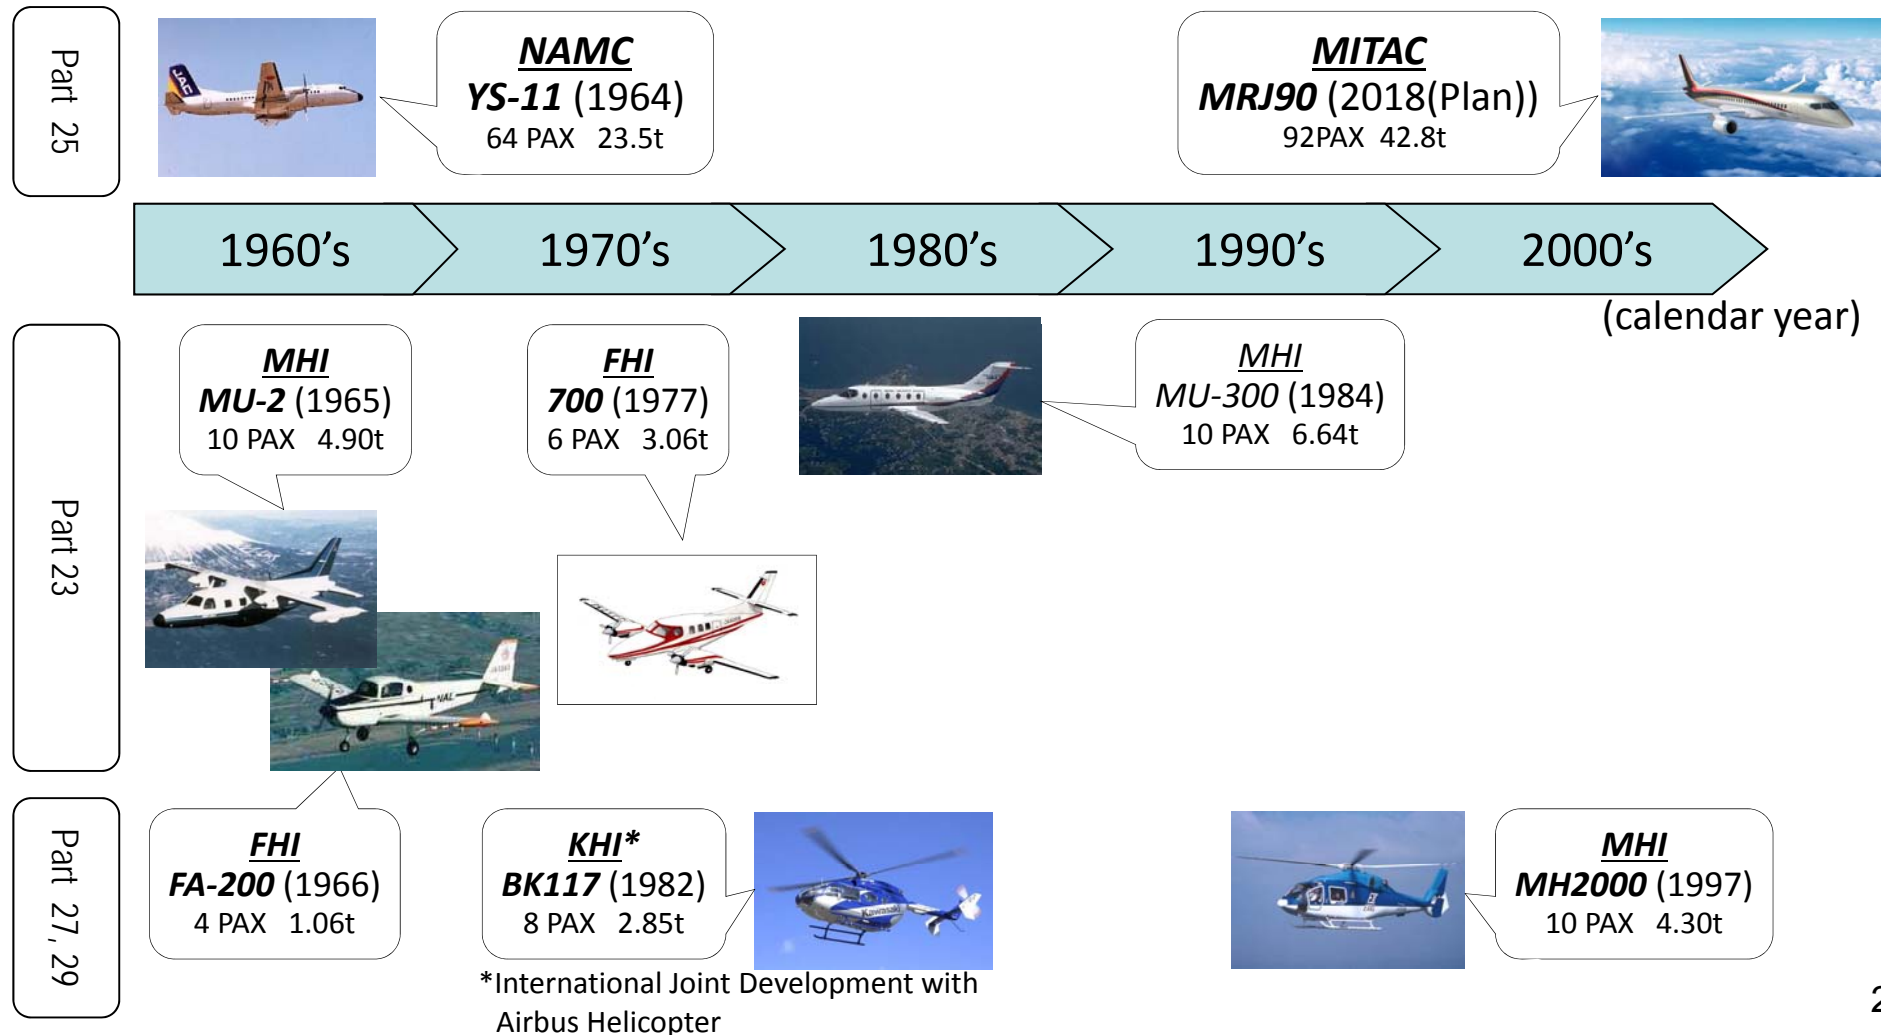 Part 25
NAMC
YS-11 (1964)
64 PAX 23.5t
MITAC
MRJ90 (2018(Plan))
92PAX 42.8t
JAC
1960's
1970's
1980's
1990's
2000's
(calendar year)
Part 23
MHI
MU-2 (1965)
10 PAX 4.90t
FHI
700 (1977)
6 PAX 3.06t
MHI
MU-300 (1984)
10 PAX 6.64t
NAL
Part 27, 29
FHI
FA-200 (1966)
4 PAX 1.06t
KHI*
BK117 (1982)
8 PAX 2.85t
Kawasaki
MHI
MH2000 (1997)
10 PAX 4.30t
*International Joint Development with
Airbus Helicopter
2